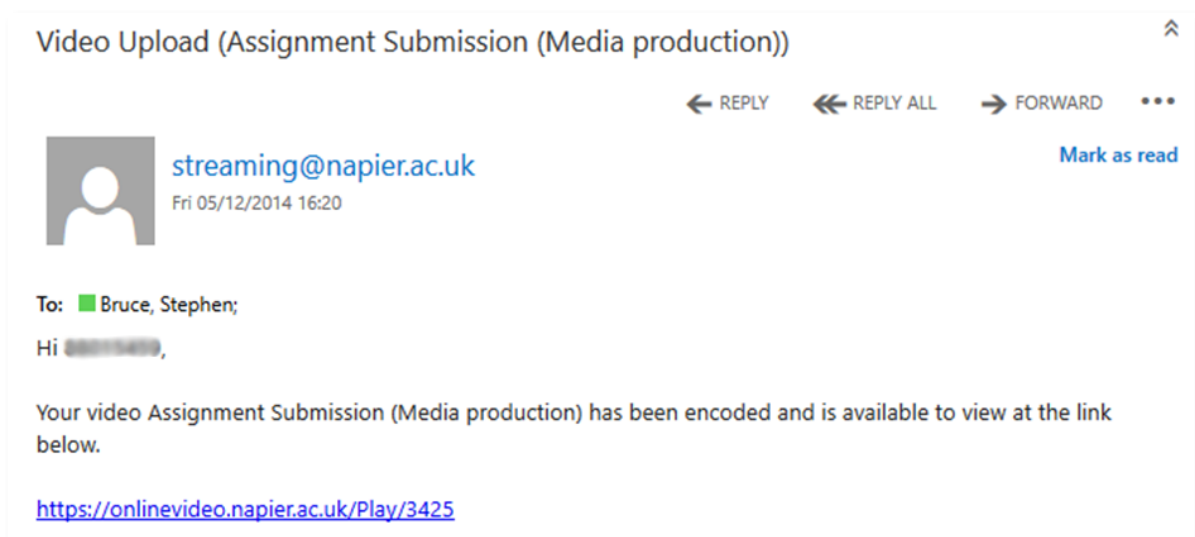 Video Upload (Assignment Submission (Media production))
REPLY REPLY ALL FORWARD
streaming@napier.ac.uk
Mark as read
Fri 05/12/2014 16:20
To: Bruce, Stephen;
Hi ,
Your video Assignment Submission (Media production) has been encoded and is available to view at the link
below.
https://onlinevideo.napier.ac.uk/Play/3425